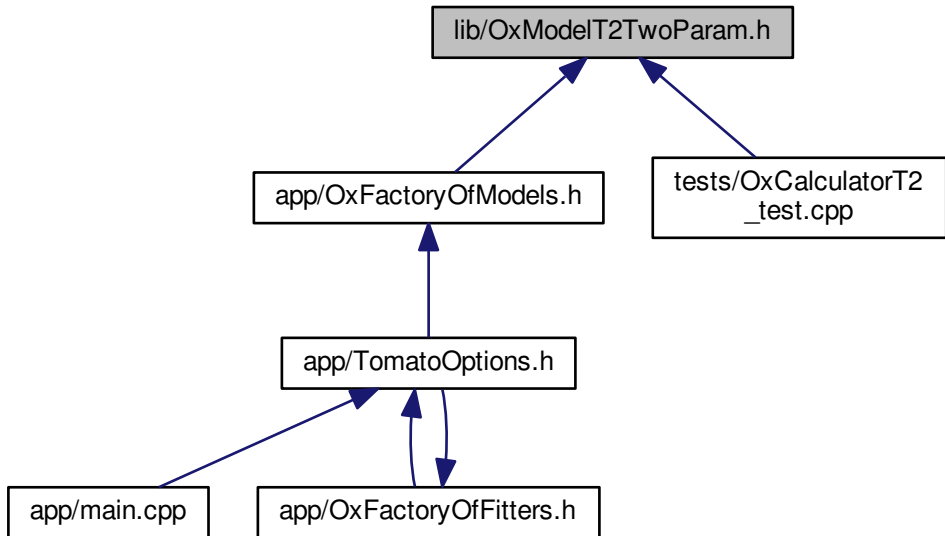 lib/OxModelT2TwoParam.h
app/OxFactoryOfModels.h
tests/OxCalculatorT2
_test.cpp
app/TomatoOptions.h
app/main.cpp
app/OxFactoryOfFitters.h